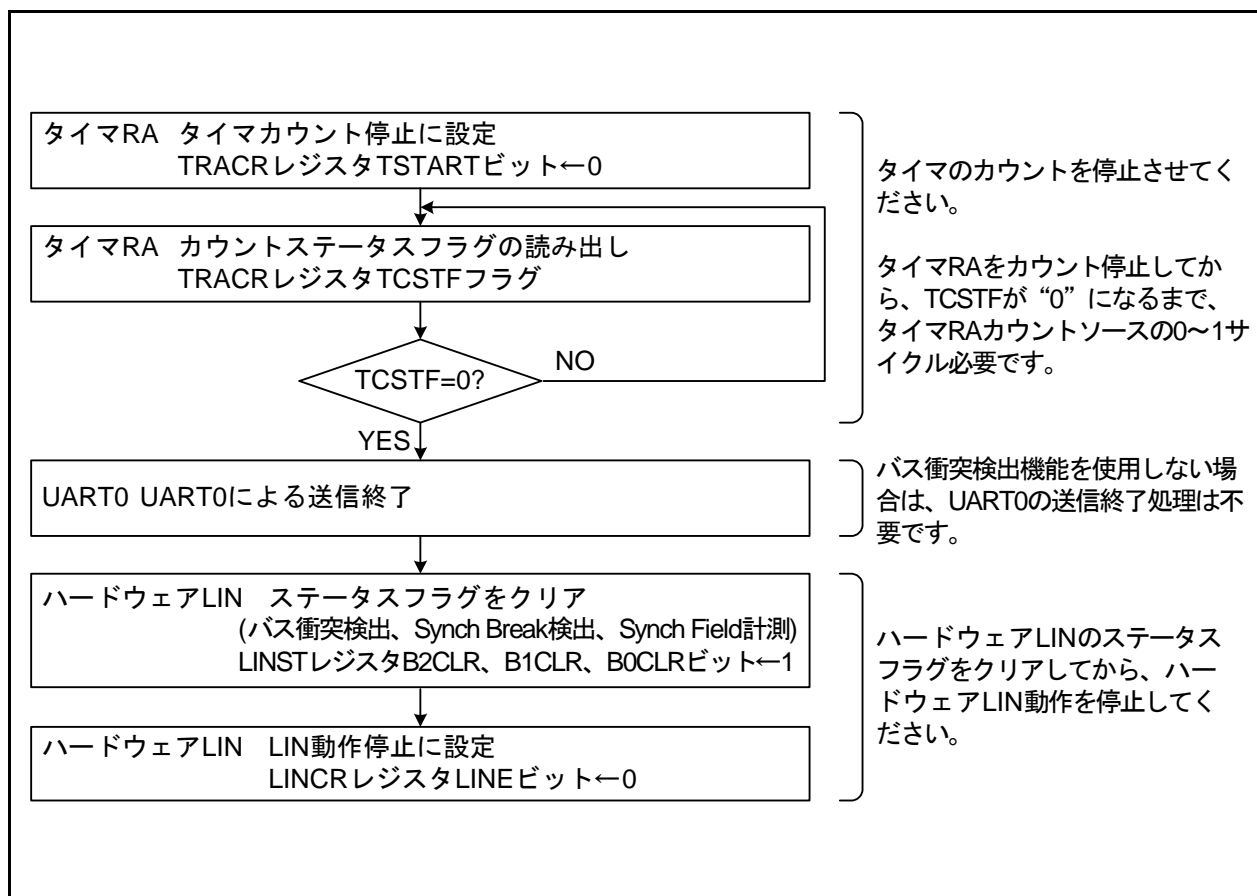 タイマRA タイマカウント停止に設定
TRACRレジスタTSTARTビット←0
タイマのカウントを停止させてく
ださい。
タイマRA カウントステータスフラグの読み出し
TRACRレジスタTCSTFフラグ
タイマRAをカウント停止してか
ら、TCSTFが“0”になるまで、
タイマRAカウントソースの0〜1サ
イクル必要です。
TCSTF=0?
NO
YES
UART0 UART0による送信終了
バス衝突検出機能を使用しない場
合は、UART0の送信終了処理は不
要です。
ハードウェアLIN ステータスフラグをクリア
(バス衝突検出、Synch Break検出、Synch Field計測)
LINSTレジスタB2CLR、B1CLR、B0CLRビット←1
ハードウェアLINのステータス
フラグをクリアしてから、ハー
ドウェアLIN動作を停止してく
ださい。
ハードウェアLIN LIN動作停止に設定
LINCRレジスタLINEビット←0